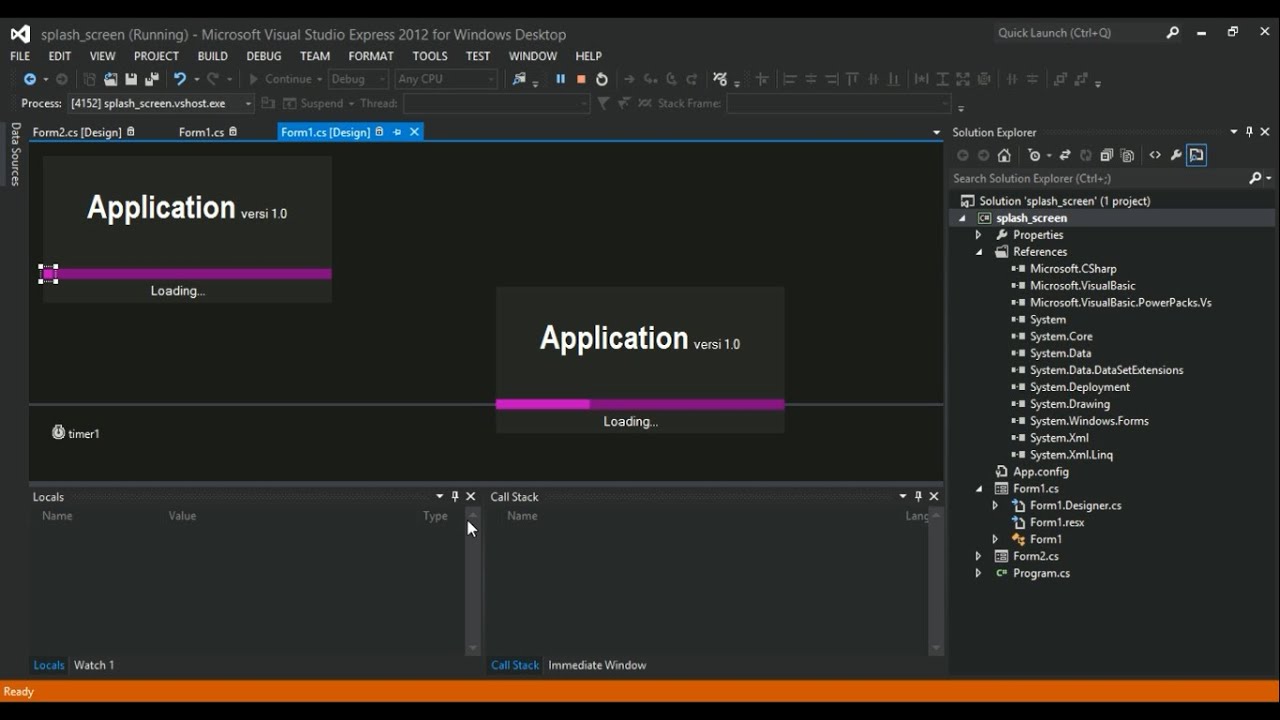 splash_screen (Running) - Microsoft Visual Studio Express 2012 for Windows Desktop
Quick Launch (Ctrl+Q)
FILE EDIT VIEW PROJECT BUILD DEBUG TEAM FORMAT TOOLS TEST WINDOW HELP
Continue Debug Any CPU
Process: [4152] splash_screen.vshost.exe Suspend Thread: Stack Frame:
Data Sources
Form2.cs [Design] Form1.cs Form1.cs [Design]
Application versi 1.0
Loading...
Application versi 1.0
Loading...
timer1
Locals
Name Value Type
Locals Watch 1
Call Stack
Name Lang
Call Stack Immediate Window
Solution Explorer
Search Solution Explorer (Ctrl+;)
Solution 'splash_screen' (1 project)
splash_screen
Properties
References
Microsoft.CSharp
Microsoft.VisualBasic
Microsoft.VisualBasic.PowerPacks.Vs
System
System.Core
System.Data
System.Data.DataSetExtensions
System.Deployment
System.Drawing
System.Windows.Forms
System.Xml
System.Xml.Linq
App.config
Form1.cs
Form1.Designer.cs
Form1.resx
Form1
Form2.cs
Program.cs
Ready